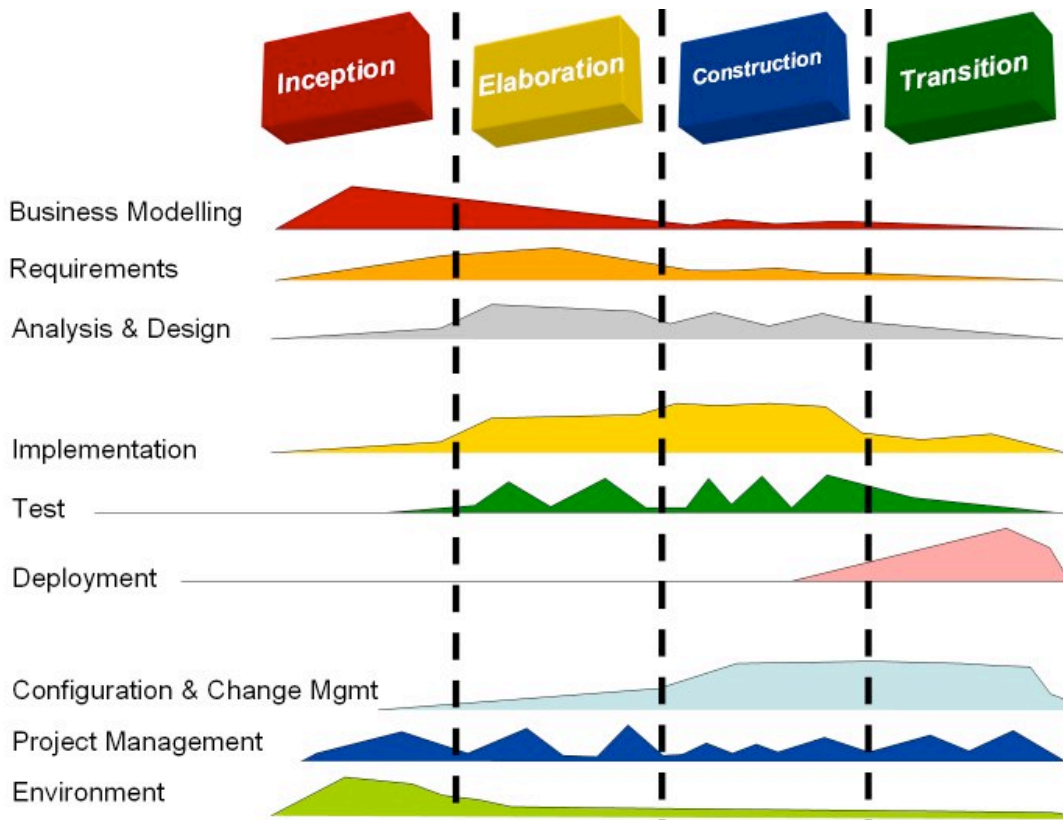 Inception
Elaboration
Construction
Transition
Business Modelling
Requirements
Analysis & Design
Implementation
Test
Deployment
Configuration & Change Mgmt
Project Management
Environment